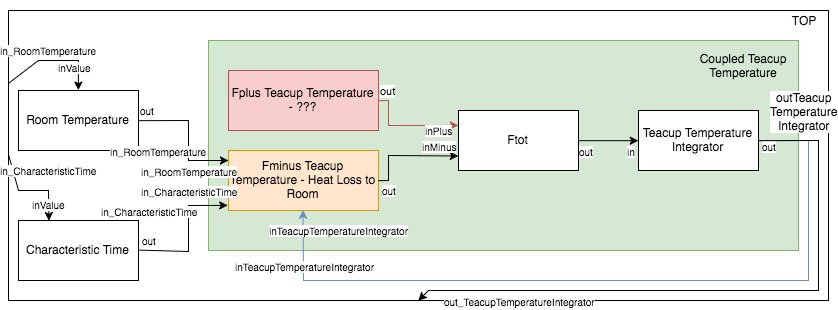 TOP
in_RoomTemperature
inValue
Room Temperature
out
in_RoomTemperature
in_RoomTemperature
in_CharacteristicTime
inValue
Characteristic Time
out
in_CharacteristicTime
in_CharacteristicTime
Coupled Teacup
Temperature
Fplus Teacup Temperature
- ???
out
inPlus
Fminus Teacup
Temperature - Heat Loss to
Room
out
inMinus
Ftot
out
in
Teacup Temperature
Integrator
out
outTeacup
Temperature
Integrator
inTeacupTemperatureIntegrator
inTeacupTemperatureIntegrator
out_TeacupTemperatureIntegrator